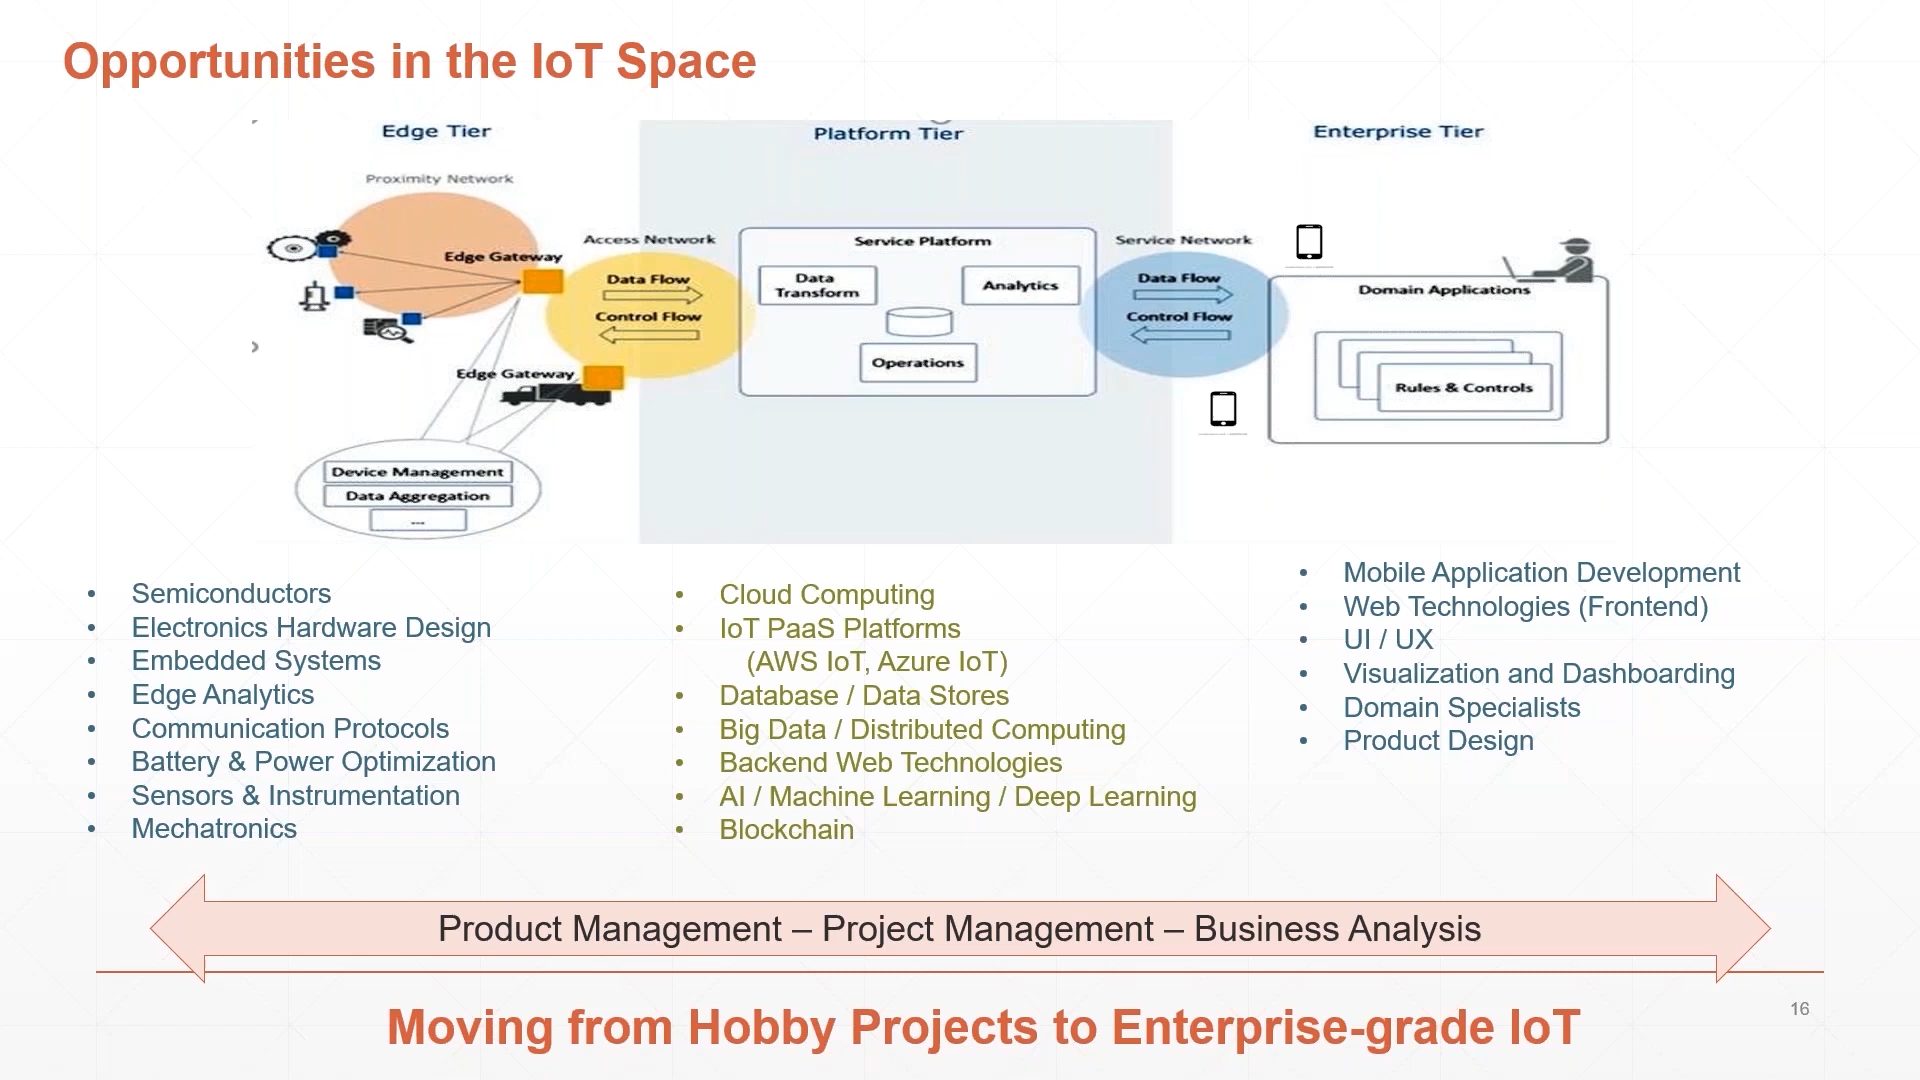 Opportunities in the IoT Space
Edge Tier
Platform Tier
Enterprise Tier
Proximity Network
Edge Gateway
Access Network
Data Flow
Control Flow
Edge Gateway
Device Management
Data Aggregation
...
Service Platform
Data
Transform
Analytics
Operations
Service Network
Data Flow
Control Flow
Domain Applications
Rules & Controls
• Semiconductors
• Electronics Hardware Design
• Embedded Systems
• Edge Analytics
• Communication Protocols
• Battery & Power Optimization
• Sensors & Instrumentation
• Mechatronics
• Cloud Computing
• IoT PaaS Platforms
(AWS IoT, Azure IoT)
• Database / Data Stores
• Big Data / Distributed Computing
• Backend Web Technologies
• AI / Machine Learning / Deep Learning
• Blockchain
• Mobile Application Development
• Web Technologies (Frontend)
• UI / UX
• Visualization and Dashboarding
• Domain Specialists
• Product Design
Product Management – Project Management – Business Analysis
Moving from Hobby Projects to Enterprise-grade IoT
16